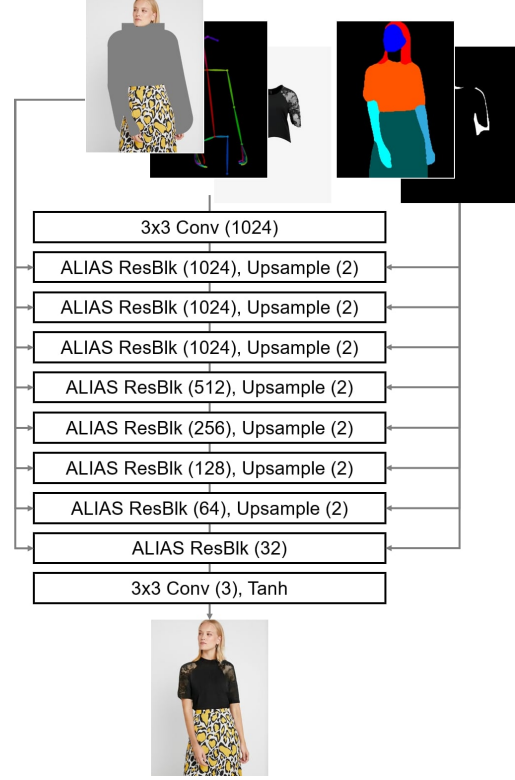 3x3 Conv (1024)
ALIAS ResBlk (1024), Upsample (2)
ALIAS ResBlk (1024), Upsample (2)
ALIAS ResBlk (1024), Upsample (2)
ALIAS ResBlk (512), Upsample (2)
ALIAS ResBlk (256), Upsample (2)
ALIAS ResBlk (128), Upsample (2)
ALIAS ResBlk (64), Upsample (2)
ALIAS ResBlk (32)
3x3 Conv (3), Tanh